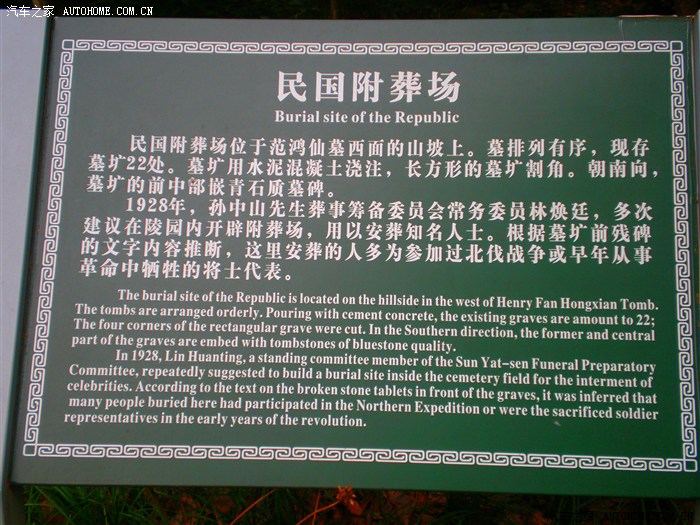 汽车之家 AUTOHOME.COM.CN
民国附葬场
Burial site of the Republic
民国附葬场位于范鸿仙墓西面的山坡上。墓排列有序，现存
墓圹22处。墓圹用水泥混凝土浇注，长方形的墓圹割角。朝南向，
墓圹的前中部嵌青石质墓碑。
1928年，孙中山先生葬事筹备委员会常务委员林焕廷，多次
建议在陵园内开辟附葬场，用以安葬知名人士。根据墓圹前残碑
的文字内容推断，这里安葬的人多为参加过北伐战争或早年从事
革命中牺牲的将士代表。
The burial site of the Republic is located on the hillside in the west of Henry Fan Hongxian Tomb.
The tombs are arranged orderly. Pouring with cement concrete, the existing graves are amount to 22;
The four corners of the rectangular grave were cut. In the Southern direction, the former and central
part of the graves are embed with tombstones of bluestone quality.
In 1928, Lin Huanting, a standing committee member of the Sun Yat-sen Funeral Preparatory
Committee, repeatedly suggested to build a burial site inside the cemetery field for the interment of
celebrities. According to the text on the broken stone tablets in front of the graves, it was inferred that
many people buried here had participated in the Northern Expedition or were the sacrificed soldier
representatives in the early years of the revolution.